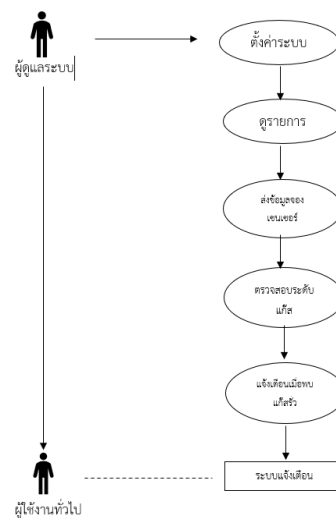 ผู้ดูแลระบบ
ตั้งค่าระบบ
ดูรายการ
ส่งข้อมูลของ
เซนเซอร์
ตรวจสอบระดับ
แก๊ส
แจ้งเตือนเมื่อพบ
แก๊สรั่ว
ระบบแจ้งเตือน
ผู้ใช้งานทั่วไป